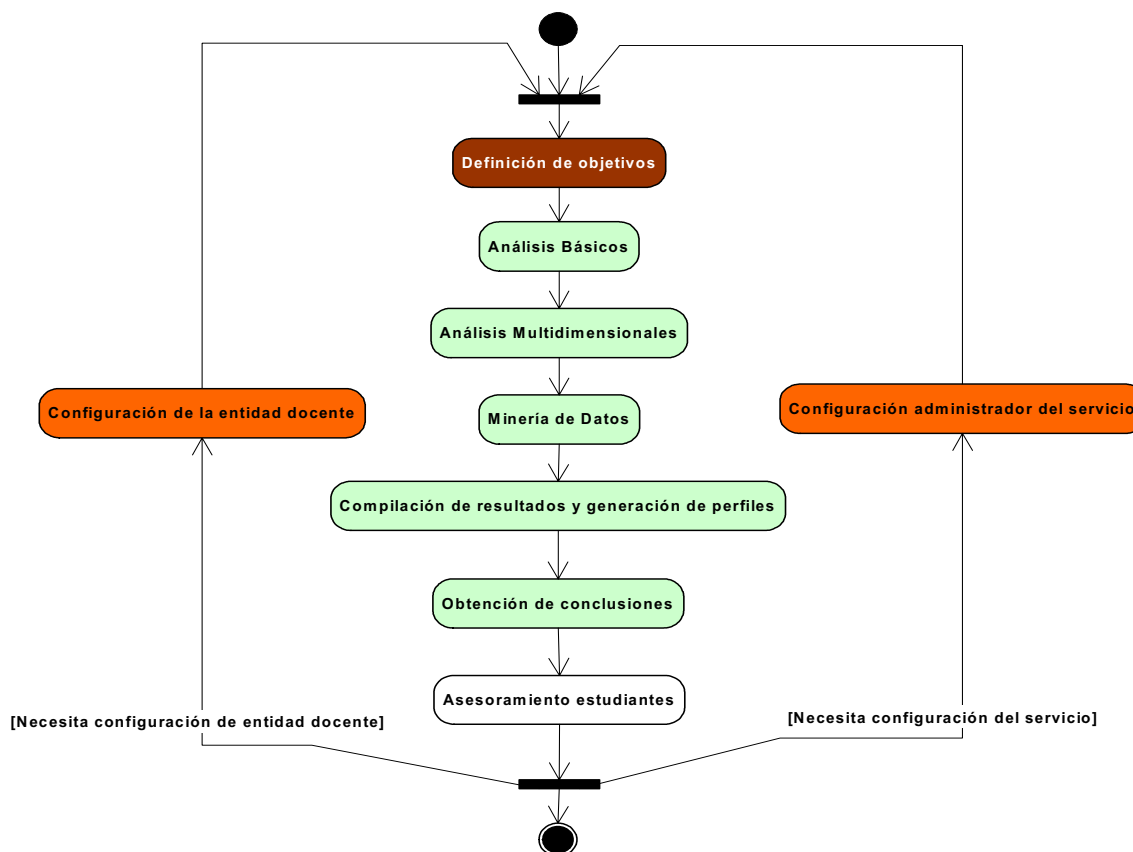 Definición de objetivos
Análisis Básicos
Análisis Multidimensionales
Configuración de la entidad docente
Minería de Datos
Configuración administrador del servicio
Compilación de resultados y generación de perfiles
Obtención de conclusiones
Asesoramiento estudiantes
[Necesita configuración de entidad docente]
[Necesita configuración del servicio]